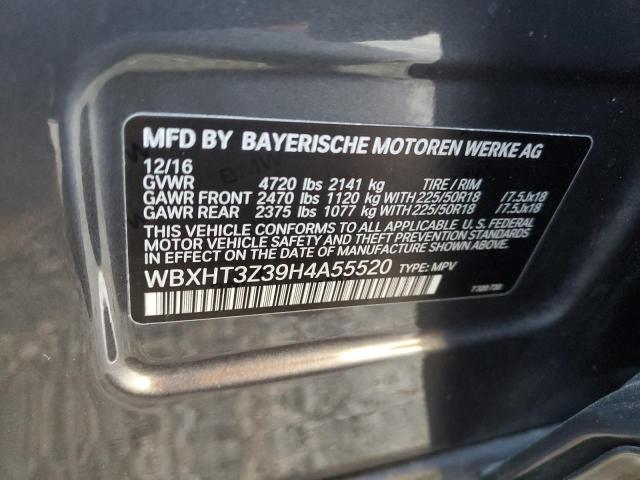 MFD BY BAYERISCHE MOTOREN WERKE AG
12/16
GVWR 4720 lbs 2141 kg TIRE / RIM
GAWR FRONT 2470 lbs 1120 kg WITH 225/50R18 /7.5Jx18
GAWR REAR 2375 lbs 1077 kg WITH 225/50R18 /7.5Jx18
THIS VEHICLE CONFORMS TO ALL APPLICABLE U.S. FEDERAL
MOTOR VEHICLE SAFETY AND THEFT PREVENTION
STANDARDS IN EFFECT ON THE DATE OF MANUFACTURE SHOWN ABOVE.
WBXHT3Z39H4A55520 TYPE: MPV